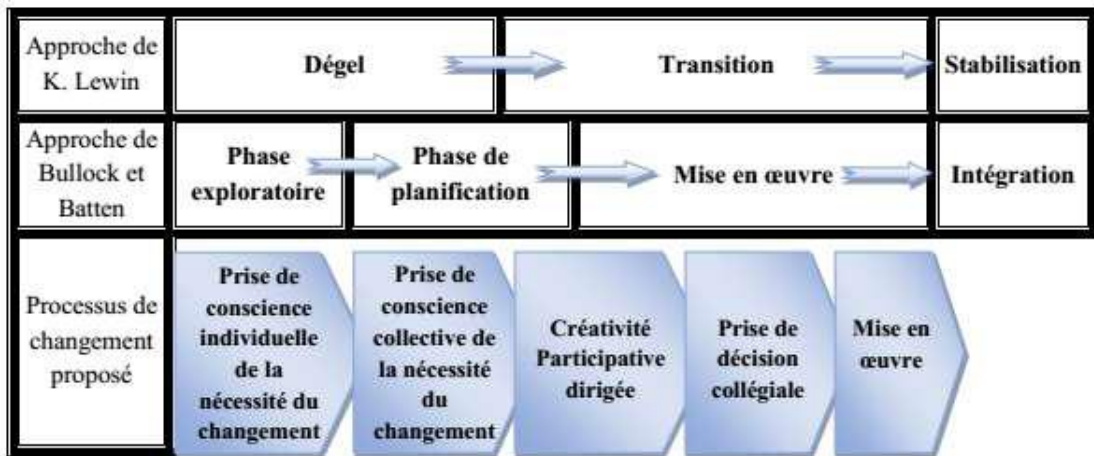 Approche de
K. Lewin
Dégel
Transition
Stabilisation
Approche de
Bullock et
Batten
Phase
exploratoire
Phase de
planification
Mise en œuvre
Intégration
Processus de
changement
proposé
Prise de
conscience
individuelle
de la
nécessité du
changement
Prise de
conscience
collective de
la nécessité
du
changement
Créativité
Participative
dirigée
Prise de
décision
collégiale
Mise en
œuvre